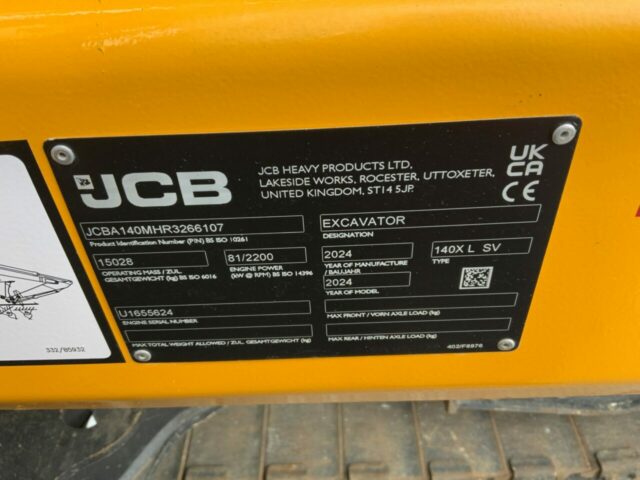 JCB
JCB HEAVY PRODUCTS LTD,
LAKESIDE WORKS, ROCESTER, UTTOXETER,
UNITED KINGDOM, ST14 5JP.
UK
CA
CE
JCBA140MHR3266107
Product Identification Number (PIN) BS ISO 10261
EXCAVATOR
DESIGNATION
15028
OPERATING MASS / ZUL.
GESAMTGEWICHT (kg) BS ISO 6016
81/2200
ENGINE POWER
(kW @ RPM) BS ISO 14396
2024
YEAR OF MANUFACTURE
/ BAUJAHR
140X L SV
TYPE
2024
YEAR OF MODEL
U1655624
ENGINE SERIAL NUMBER
MAX FRONT / VORN AXLE LOAD (kg)
MAX TOTAL WEIGHT ALLOWED / ZUL. GESAMTGEWICHT (kg)
MAX REAR / HINTEN AXLE LOAD (kg)
402/F8976
332/B5932